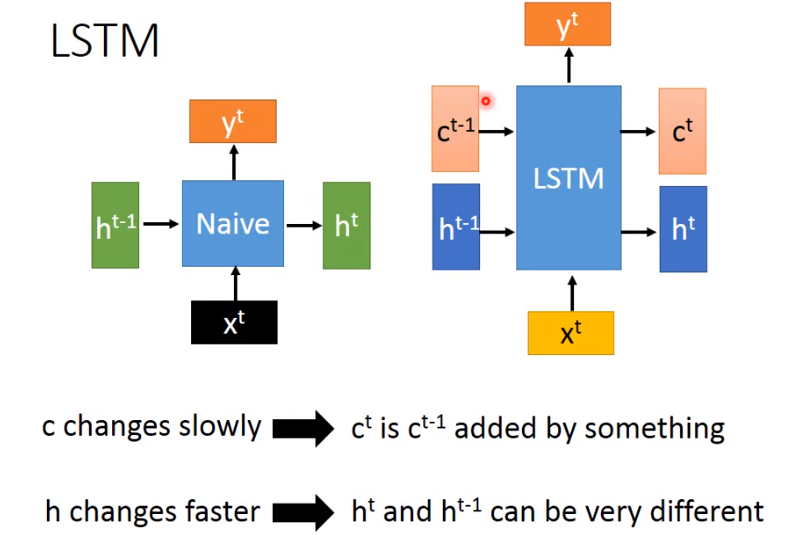 LSTM
y^t
h^t-1
Naive
h^t
x^t
y^t
c^t-1
c^t
LSTM
h^t-1
h^t
x^t
c changes slowly
c^t is c^t-1 added by something
h changes faster
h^t and h^t-1 can be very different